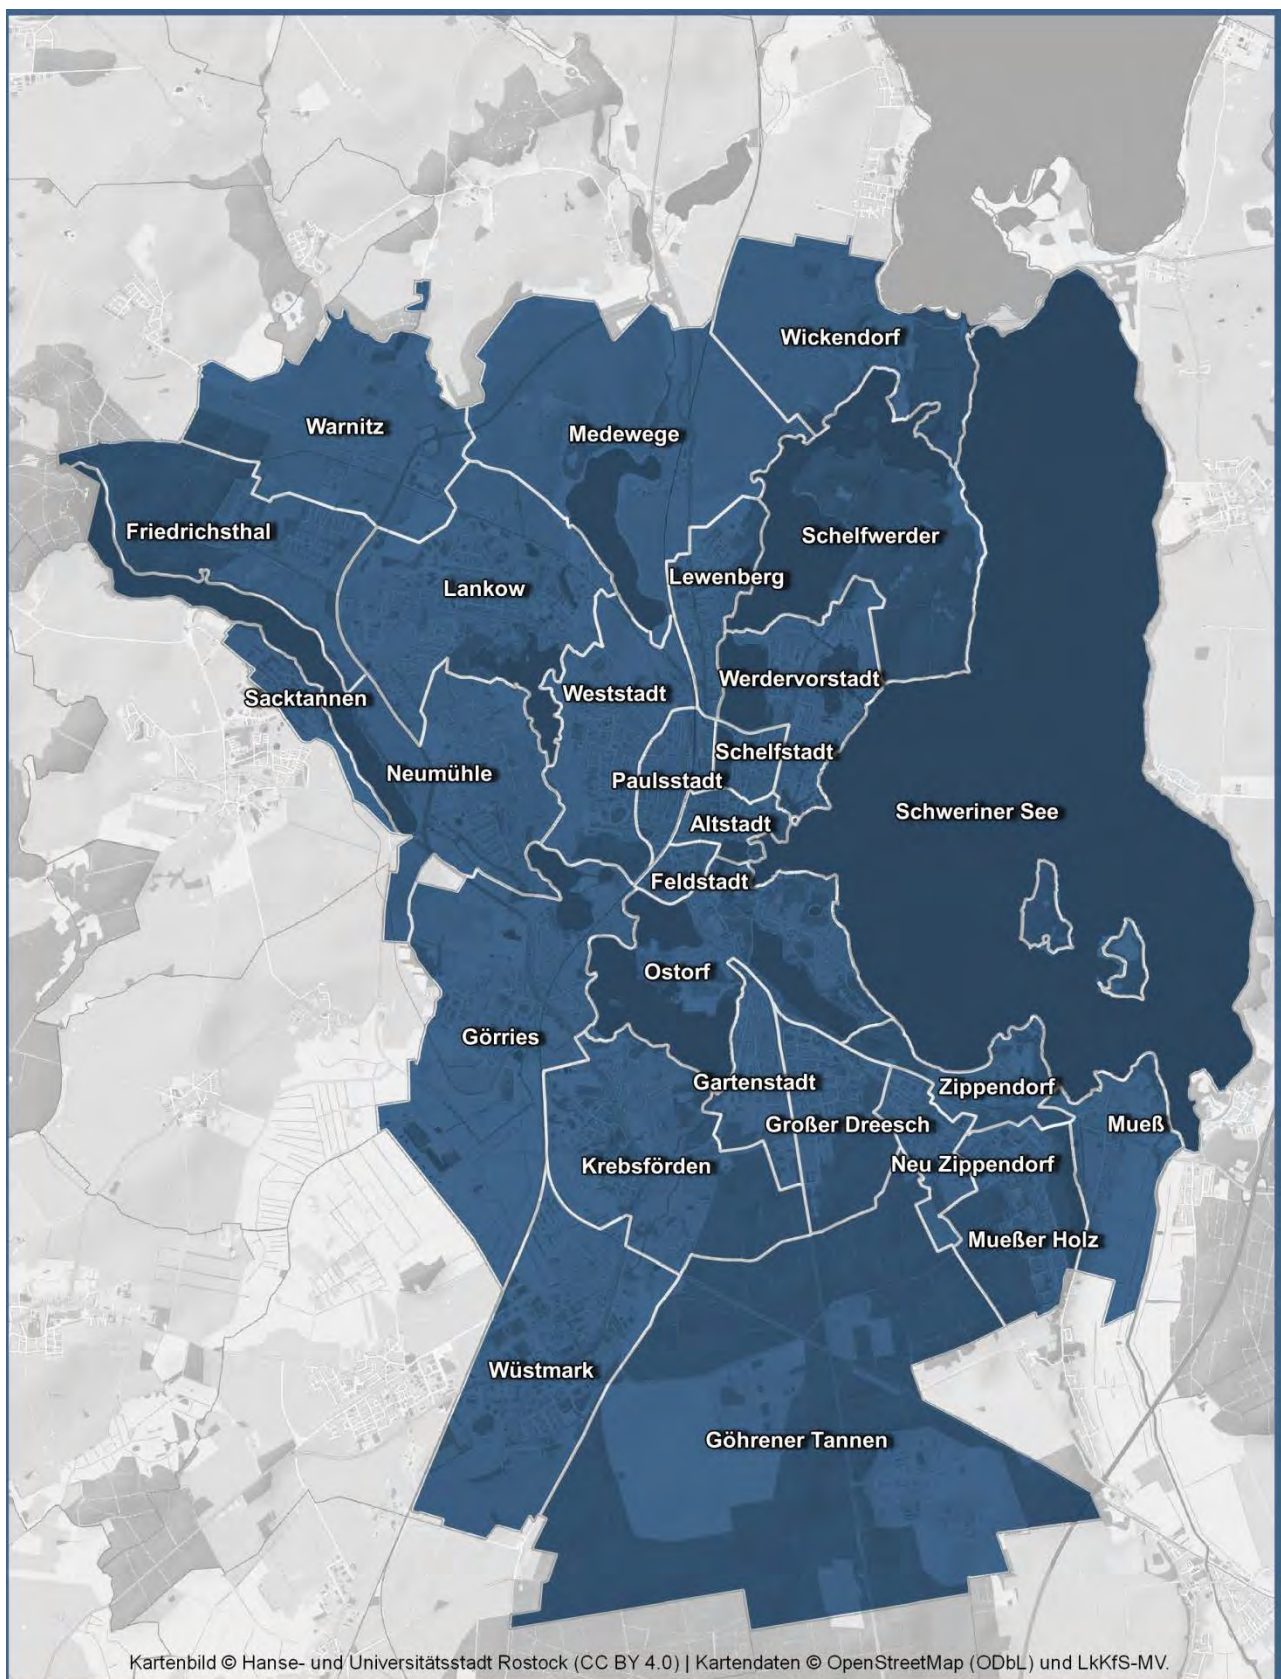 Wickendorf
Warnitz
Medewege
Friedrichsthal
Schelfwerder
Lewenberg
Lankow
Werdervorstadt
Weststadt
Sacktannen
Schelfstadt
Neumühle
Paulsstadt
Schweriner See
Altstadt
Feldstadt
Ostorf
Görries
Gartenstadt
Zippendorf
Großer Dreesch
Mueß
Krebsförden
Neu Zippendorf
Mueßer Holz
Wüstmark
Göhrener Tannen
Kartenbild © Hanse- und Universitätsstadt Rostock (CC BY 4.0) | Kartendaten © OpenStreetMap (ODbL) und LkKfS-MV.